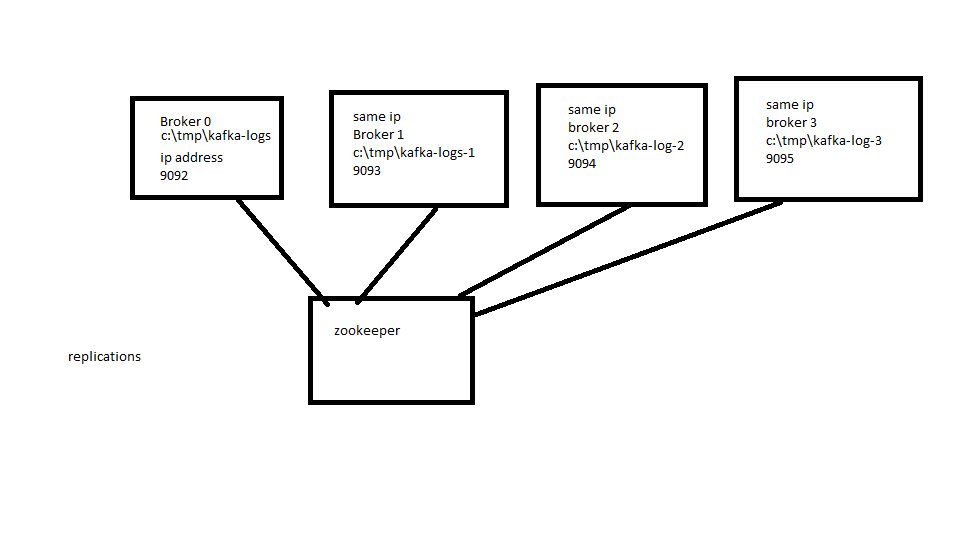 Broker 0
c:\tmp\kafka-logs
ip address
9092
same ip
Broker 1
c:\tmp\kafka-logs-1
9093
same ip
broker 2
c:\tmp\kafka-log-2
9094
same ip
broker 3
c:\tmp\kafka-log-3
9095
zookeeper
replications